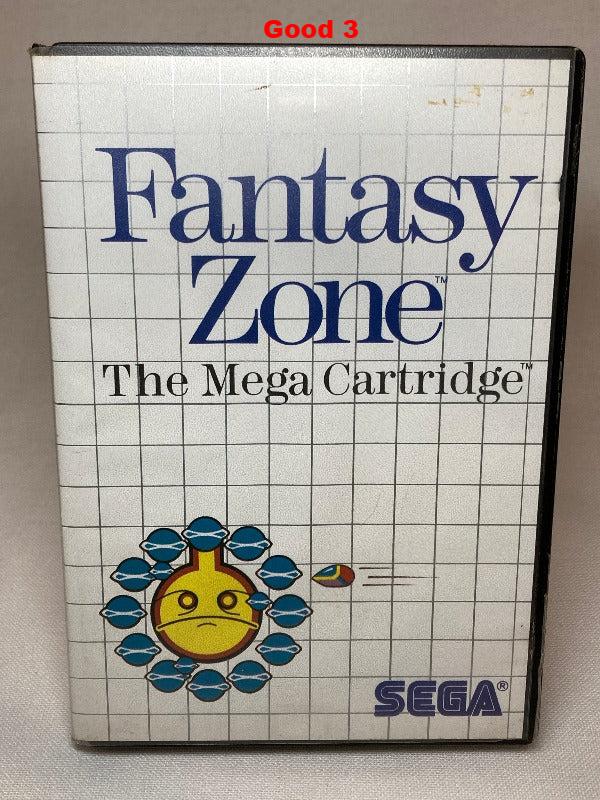 Good 3
Fantasy
Zone™
The Mega Cartridge™
SEGA®